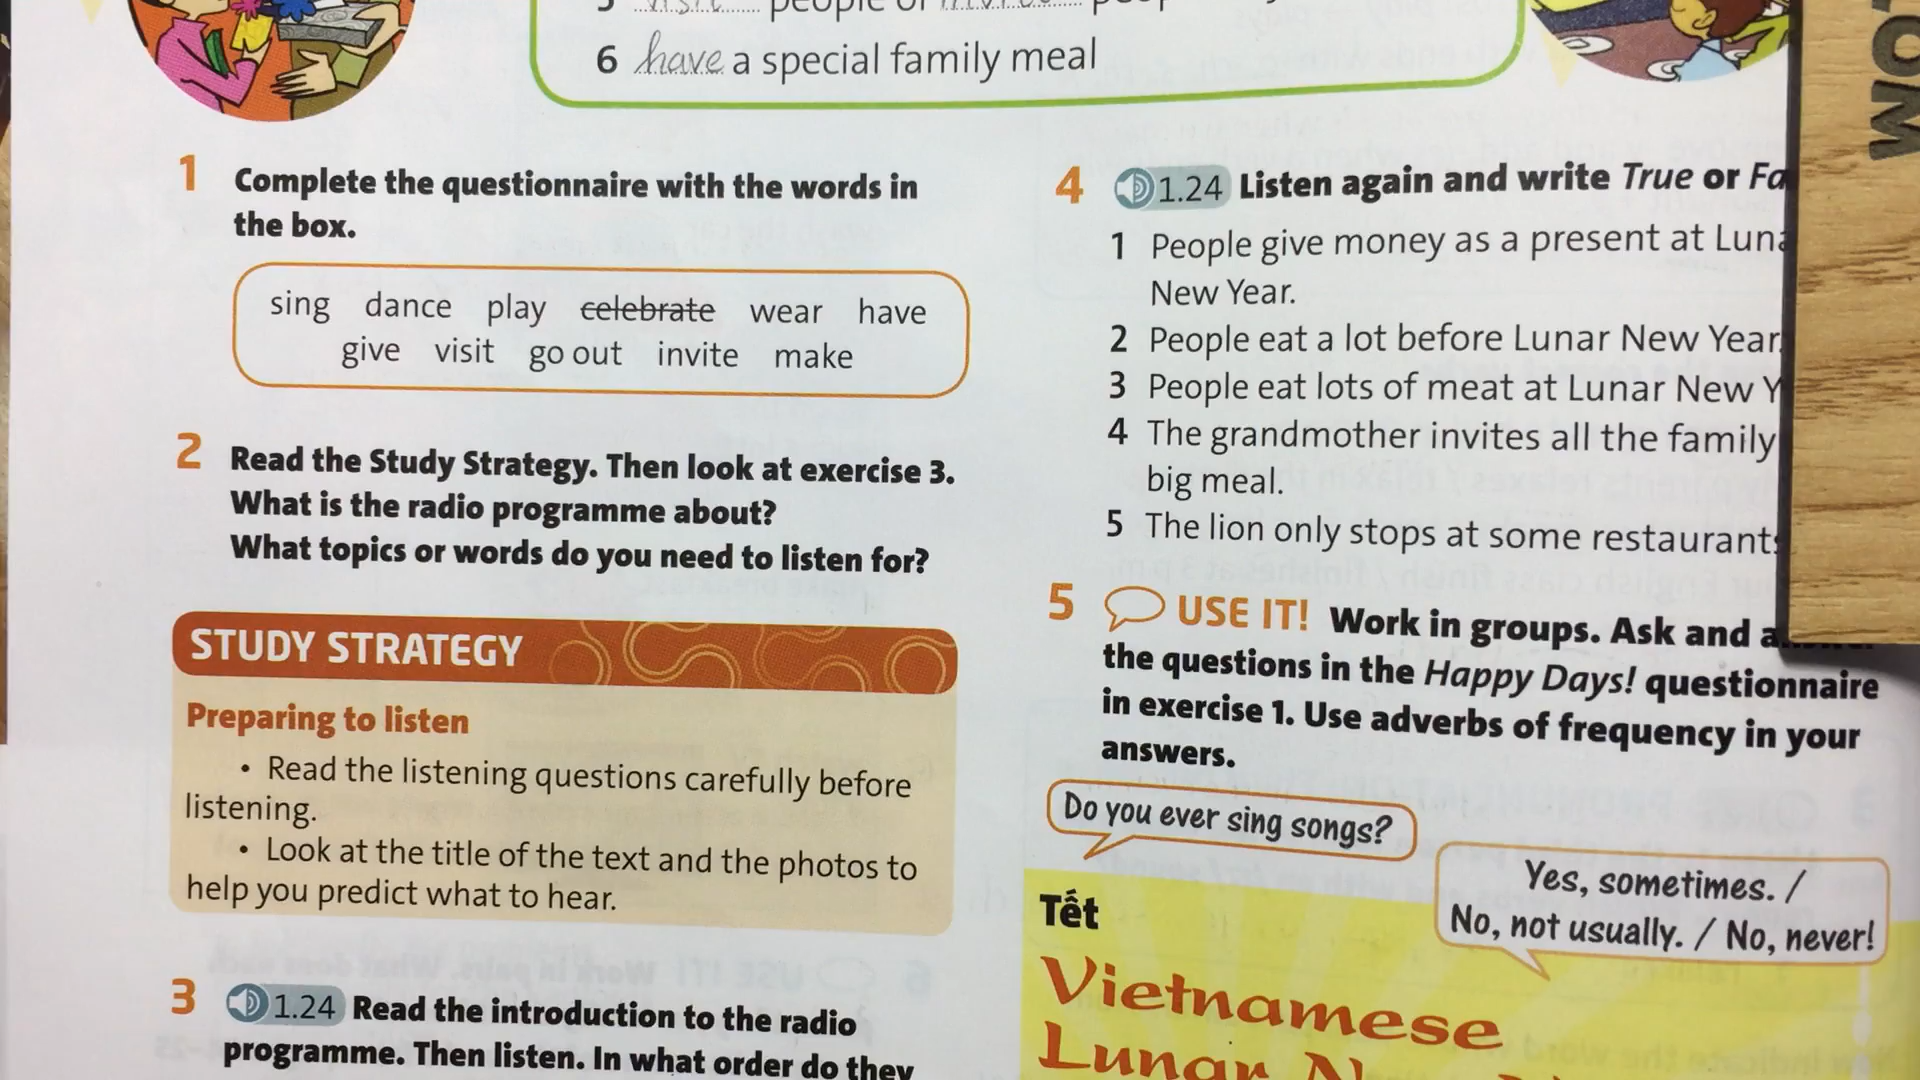 people or
6 have a special family meal
1 Complete the questionnaire with the words in
the box.
sing dance play celebrate wear have
give visit go out invite make
2 Read the Study Strategy. Then look at exercise 3.
What is the radio programme about?
What topics or words do you need to listen for?
STUDY STRATEGY
Preparing to listen
• Read the listening questions carefully before
listening.
• Look at the title of the text and the photos to
help you predict what to hear.
3 1.24 Read the introduction to the radio
programme. Then listen. In what order do they
4 1.24 Listen again and write True or
1 People give money as a present at
New Year.
2 People eat a lot before Lunar New Year
3 People eat lots of meat at Lunar New
4 The grandmother invites all the family
big meal.
5 The lion only stops at some restaurants
5 USE IT! Work in groups. Ask and
the questions in the Happy Days! questionnaire
in exercise 1. Use adverbs of frequency in your
answers.
Do you ever sing songs?
Yes, sometimes. /
No, not usually. / No, never!
Tết
Vietnamese
Lunar